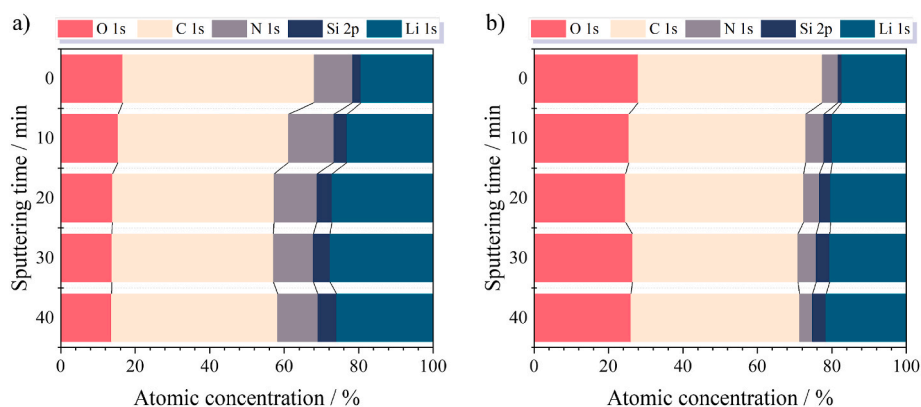 a)
O 1s C 1s N 1s Si 2p Li 1s
Sputtering time / min
0
10
20
30
40
0 20 40 60 80 100
Atomic concentration / %
b)
O 1s C 1s N 1s Si 2p Li 1s
Sputtering time / min
0
10
20
30
40
0 20 40 60 80 100
Atomic concentration / %